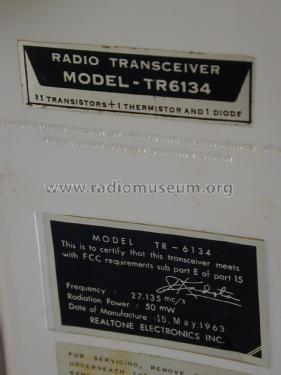 RADIO TRANSCEIVER
MODEL-TR6134
11 TRANSISTORS+1 THERMISTOR AND 1 DIODE
www.radiomuseum.org
MODEL TR-6134
This is to certify that this transceiver meets
with FCC requirements sub part E of part 15
Frequency : 27.135 mc/s
Radiation Power : 50 mW
Date of Manufacture : 15, May, 1963
REALTONE ELECTRONICS INC.
FOR SERVICING, REMOVE
UNDERNEATH THE